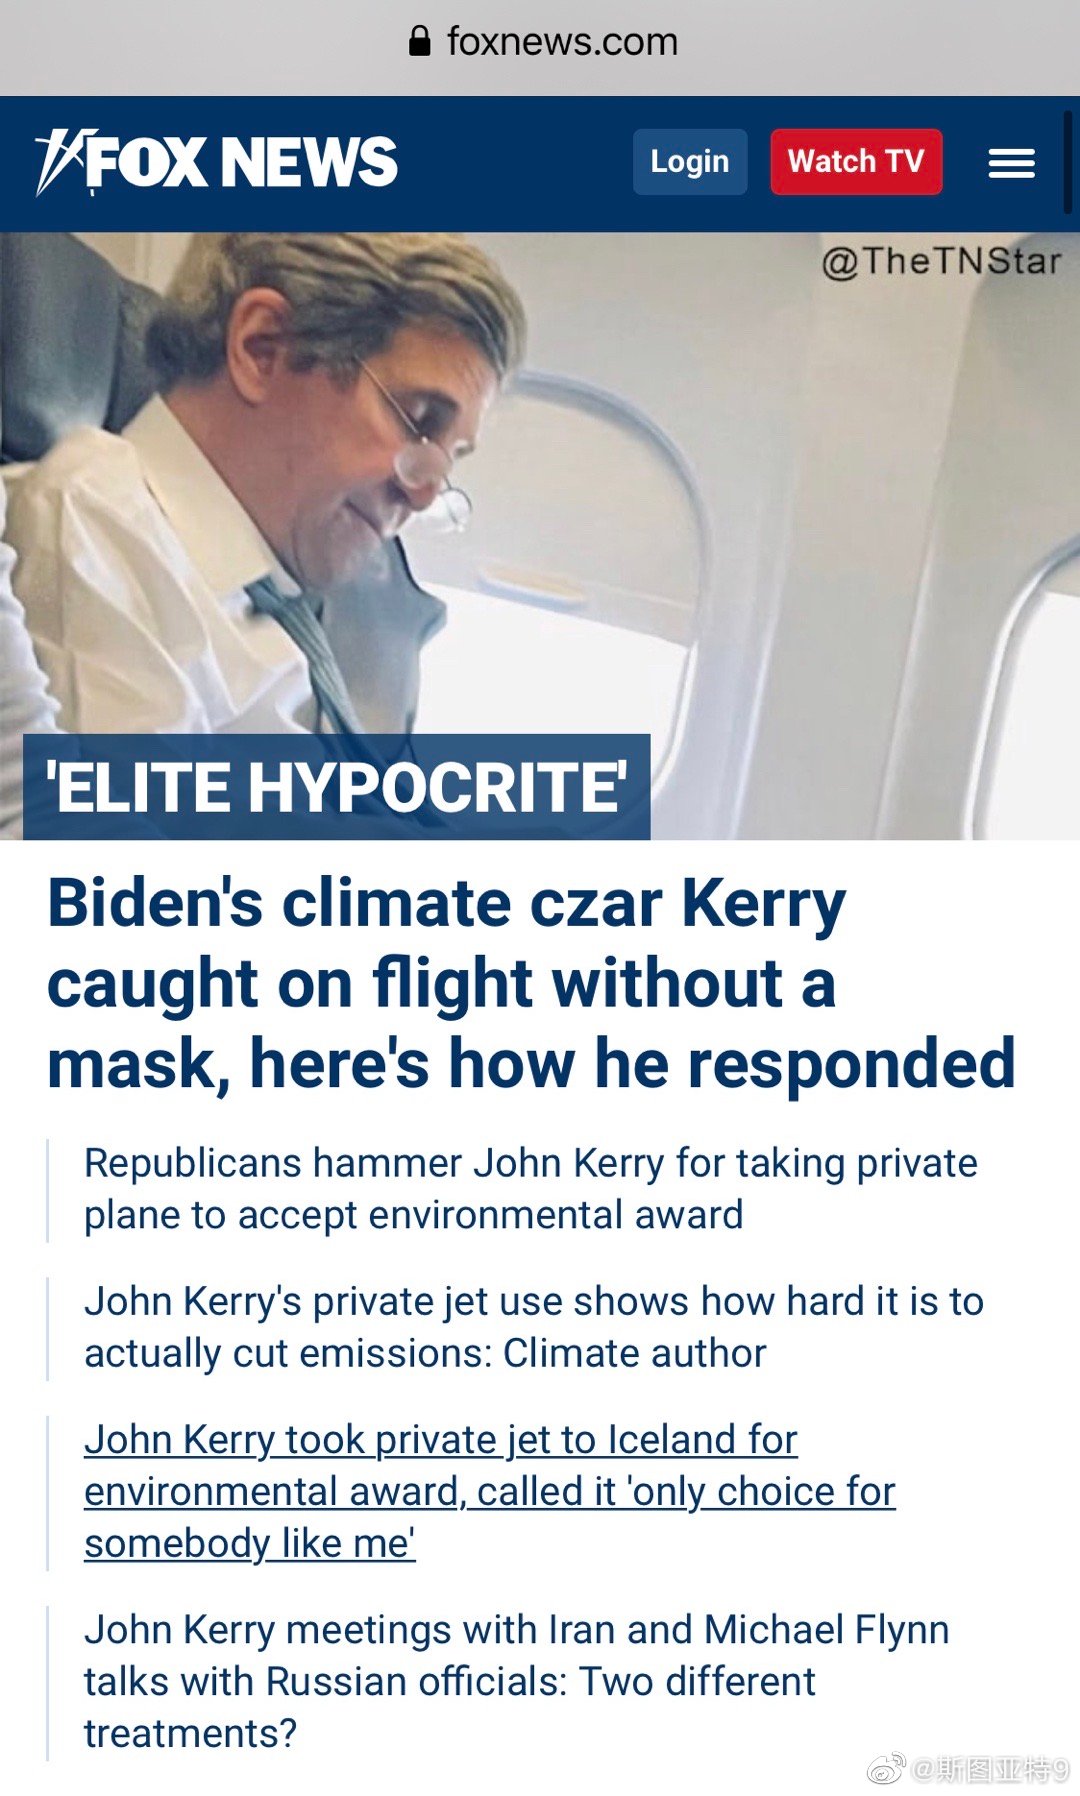 foxnews.com
FOX NEWS
Login
Watch TV
@TheTNStar
'ELITE HYPOCRITE'
Biden's climate czar Kerry
caught on flight without a
mask, here's how he responded
Republicans hammer John Kerry for taking private
plane to accept environmental award
John Kerry's private jet use shows how hard it is to
actually cut emissions: Climate author
John Kerry took private jet to Iceland for
environmental award, called it 'only choice for
somebody like me'
John Kerry meetings with Iran and Michael Flynn
talks with Russian officials: Two different
treatments?
@斯图亚特9